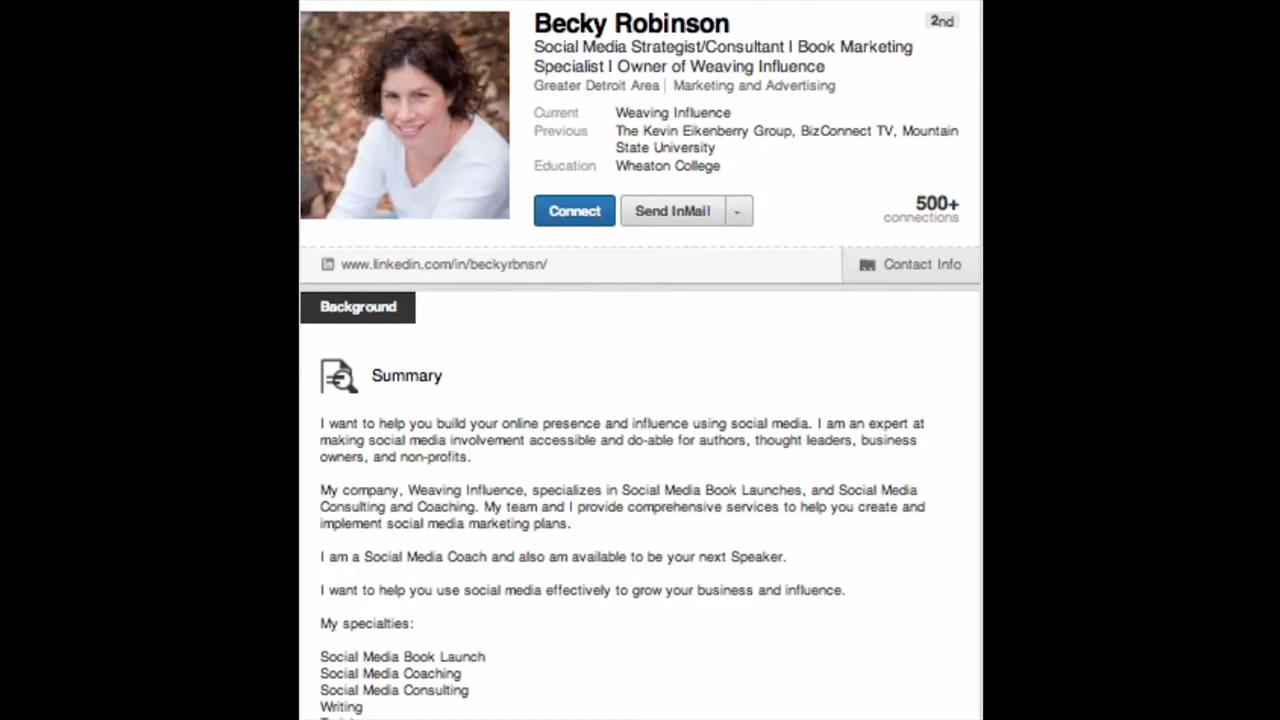 Becky Robinson
2nd
Social Media Strategist/Consultant | Book Marketing
Specialist | Owner of Weaving Influence
Greater Detroit Area | Marketing and Advertising
Current Weaving Influence
Previous The Kevin Eikenberry Group, BizConnect TV, Mountain
State University
Education Wheaton College
Connect Send InMail
500+
connections
www.linkedin.com/in/beckyrbnsn/ Contact Info
Background
Summary
I want to help you build your online presence and influence using social media. I am an expert at
making social media involvement accessible and do-able for authors, thought leaders, business
owners, and non-profits.
My company, Weaving Influence, specializes in Social Media Book Launches, and Social Media
Consulting and Coaching. My team and I provide comprehensive services to help you create and
implement social media marketing plans.
I am a Social Media Coach and also am available to be your next Speaker.
I want to help you use social media effectively to grow your business and influence.
My specialties:
Social Media Book Launch
Social Media Coaching
Social Media Consulting
Writing